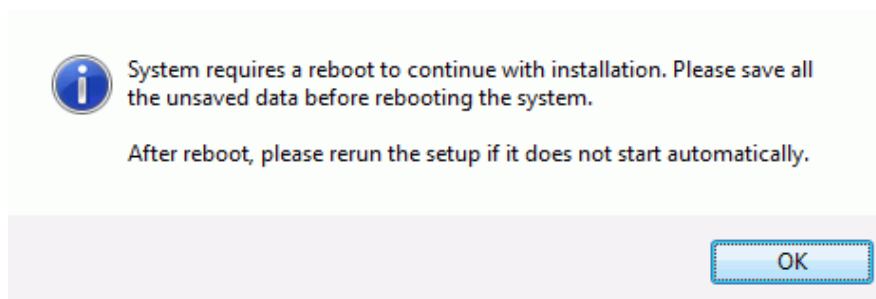 System requires a reboot to continue with installation. Please save all
the unsaved data before rebooting the system.
After reboot, please rerun the setup if it does not start automatically.
OK